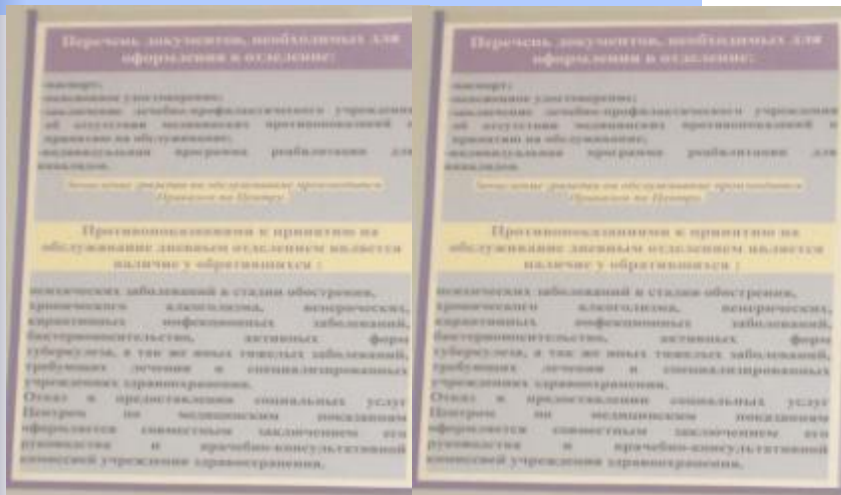 Перечень документов, необходимых для
оформления в отделение:
-паспорт;
-пенсионное удостоверение;
-заключение лечебно-профилактического учреждения
об отсутствии медицинских противопоказаний к
принятию на обслуживание;
-индивидуальная программа реабилитации для
инвалидов.
Зачисление граждан на обслуживание производится
Приказом по Центру.
Противопоказаниями к принятию на
обслуживание дневным отделением является
наличие у обратившихся :
психических заболеваний в стадии обострения,
хронического алкоголизма, венерических,
карантинных инфекционных заболеваний,
бактерионосительство, активных форм
туберкулеза, а так же иных тяжелых заболеваний,
требующих лечения в специализированных
учреждениях здравоохранения.
Отказ в предоставлении социальных услуг
Центром по медицинским показаниям
оформляется совместным заключением его
руководства и врачебно-консультативной
комиссией учреждения здравоохранения.
Перечень документов, необходимых для
оформления в отделение:
-паспорт;
-пенсионное удостоверение;
-заключение лечебно-профилактического учреждения
об отсутствии медицинских противопоказаний к
принятию на обслуживание;
-индивидуальная программа реабилитации для
инвалидов.
Зачисление граждан на обслуживание производится
Приказом по Центру.
Противопоказаниями к принятию на
обслуживание дневным отделением является
наличие у обратившихся :
психических заболеваний в стадии обострения,
хронического алкоголизма, венерических,
карантинных инфекционных заболеваний,
бактерионосительство, активных форм
туберкулеза, а так же иных тяжелых заболеваний,
требующих лечения в специализированных
учреждениях здравоохранения.
Отказ в предоставлении социальных услуг
Центром по медицинским показаниям
оформляется совместным заключением его
руководства и врачебно-консультативной
комиссией учреждения здравоохранения.